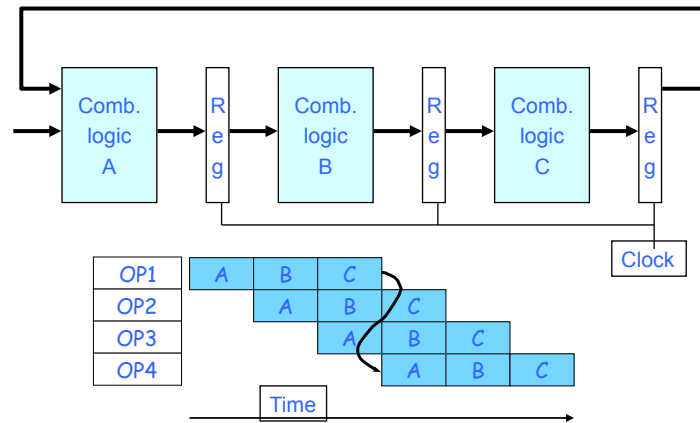 Comb.
logic
A
R
e
g
Comb.
logic
B
R
e
g
Comb.
logic
C
R
e
g
Clock
OP1 A B C
OP2 A B C
OP3 A B C
OP4 A B C
Time